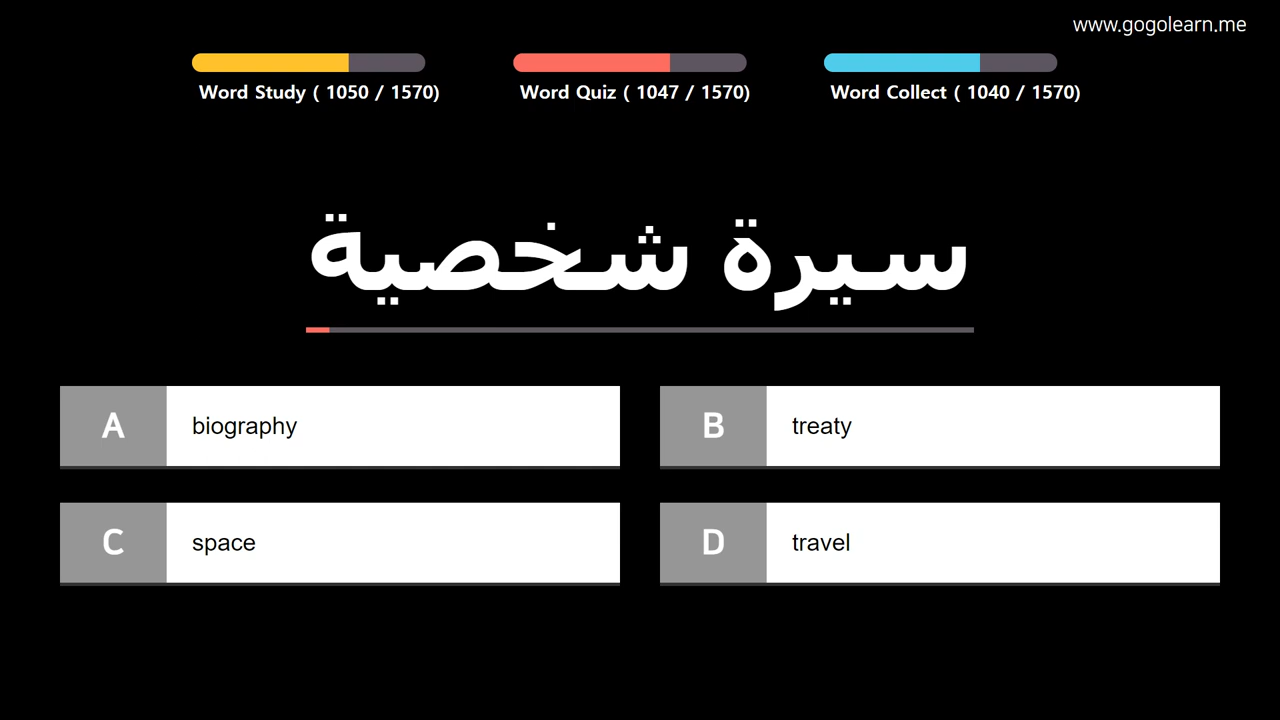 www.gogolearn.me
Word Study ( 1050 / 1570)
Word Quiz ( 1047 / 1570)
Word Collect ( 1040 / 1570)
سيرة شخصية
A biography
B treaty
C space
D travel